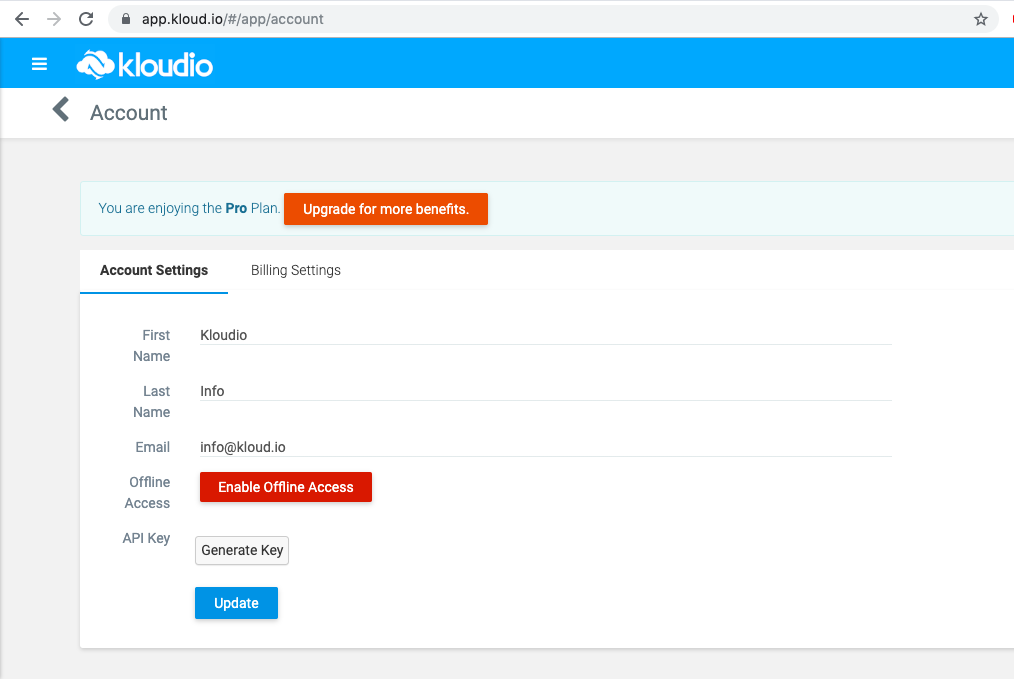 app.kloud.io/#/app/account
kloudio
Account
You are enjoying the Pro Plan. Upgrade for more benefits.
Account Settings Billing Settings
First Name Kloudio
Last Name Info
Email info@kloud.io
Offline Access Enable Offline Access
API Key Generate Key
Update